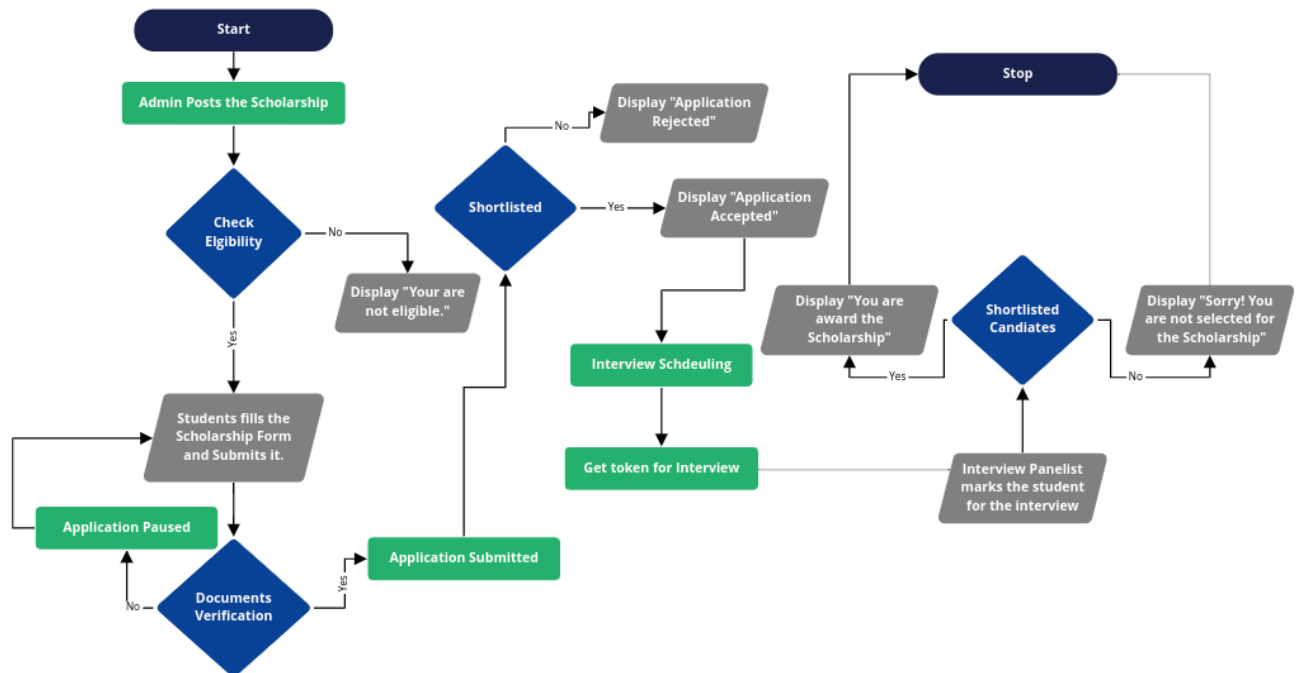 Start
Admin Posts the Scholarship
Check
Elgibility
No
Display "Your are
not eligible."
Yes
Students fills the
Scholarship Form
and Submits it.
Application Paused
No
Documents
Verification
Yes
Application Submitted
Shortlisted
No
Display "Application
Rejected"
Yes
Display "Application
Accepted"
Interview Schdeuling
Get token for Interview
Interview Panelist
marks the student
for the interview
Shortlisted
Candiates
Yes
Display "You are
award the
Scholarship"
No
Display "Sorry! You
are not selected for
the Scholarship"
Stop